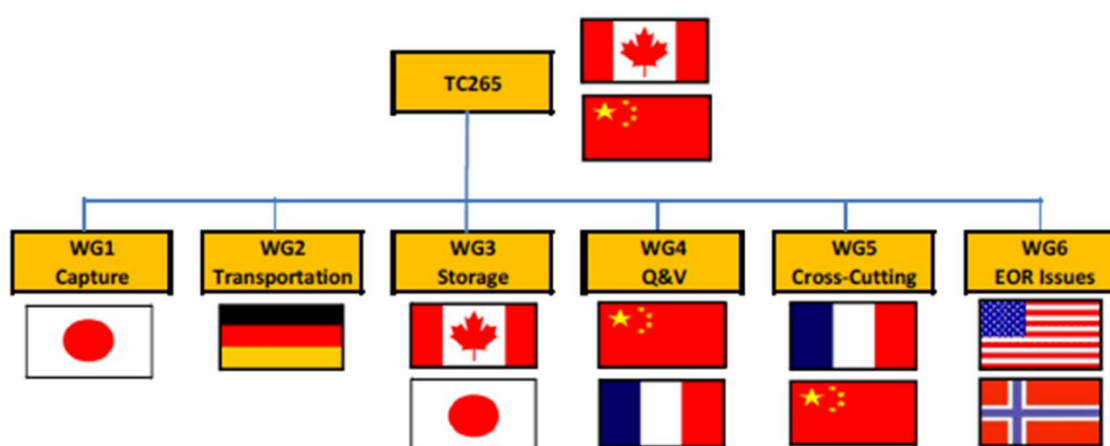 TC265
WG1
Capture
WG2
Transportation
WG3
Storage
WG4
Q&V
WG5
Cross-Cutting
WG6
EOR Issues